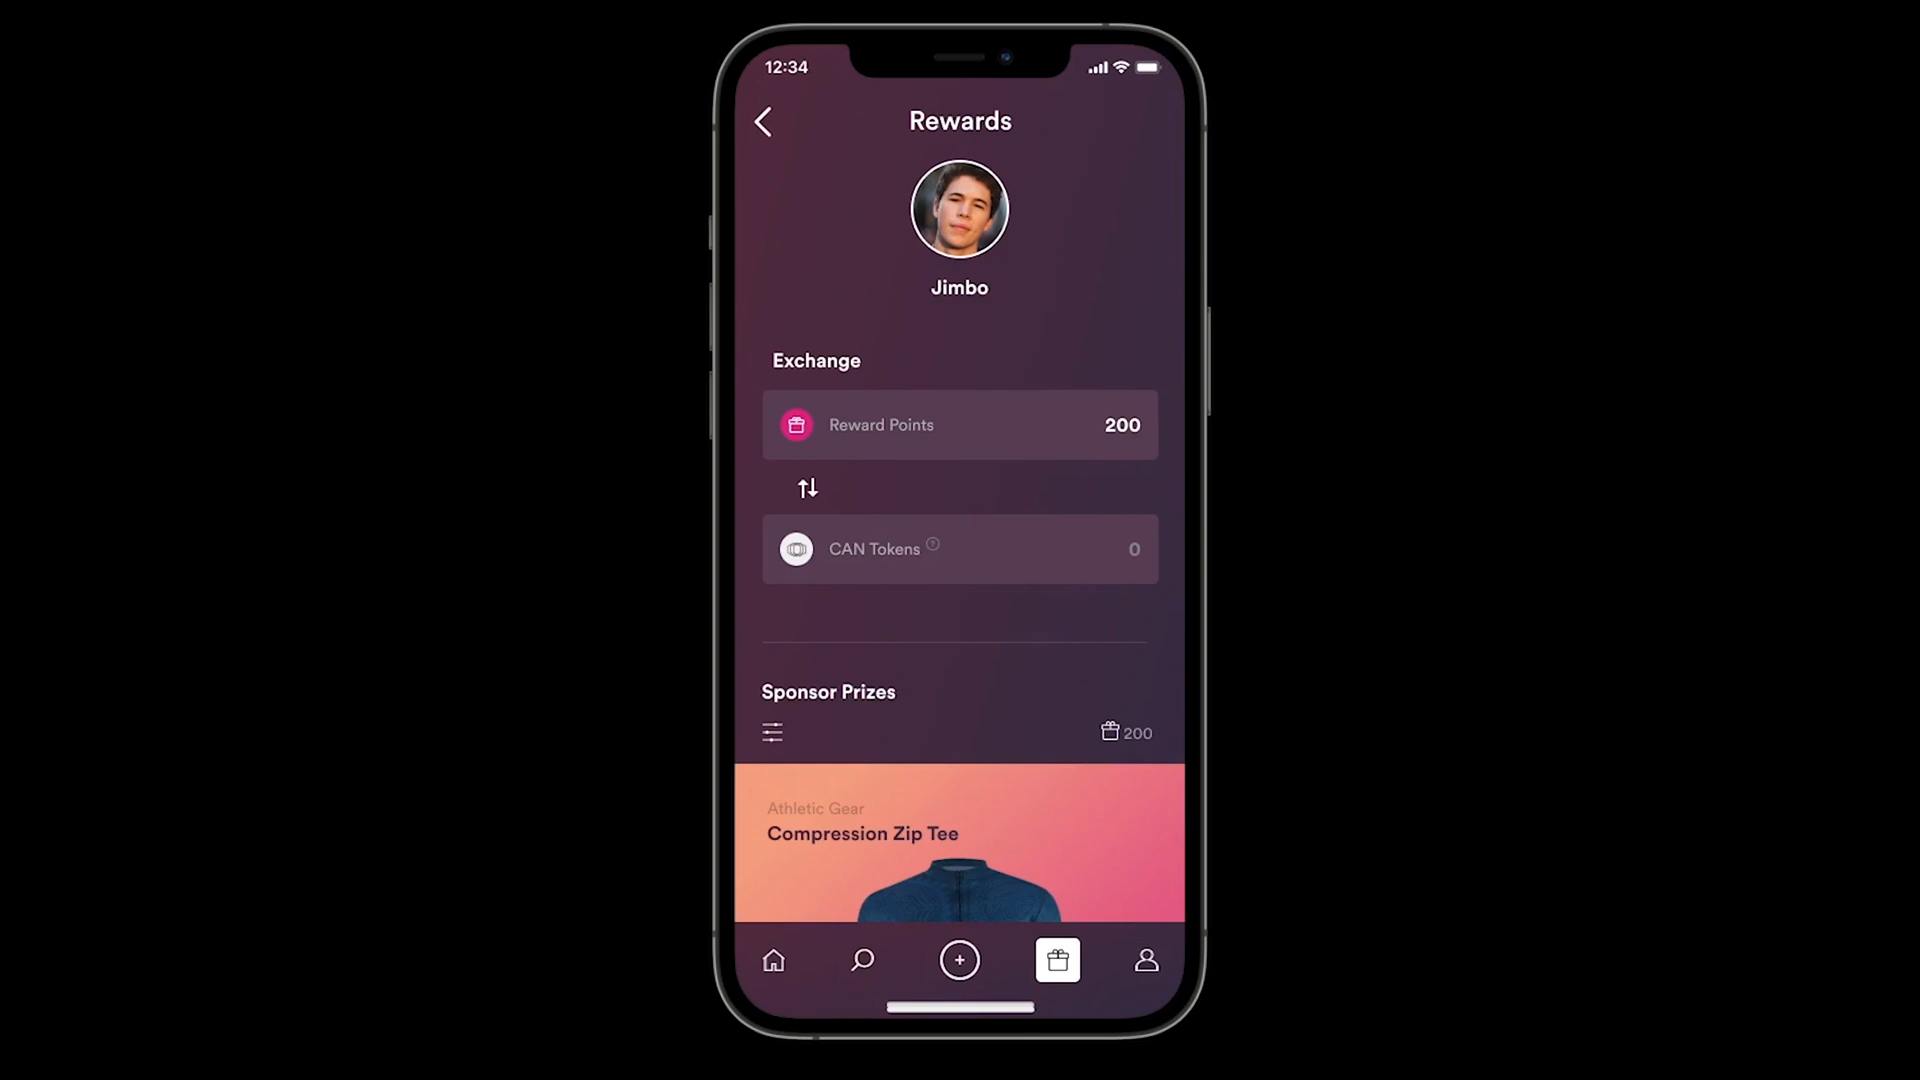 12:34
Rewards
Jimbo
Exchange
Reward Points 200
CAN Tokens ? 0
Sponsor Prizes
200
Athletic Gear
Compression Zip Tee